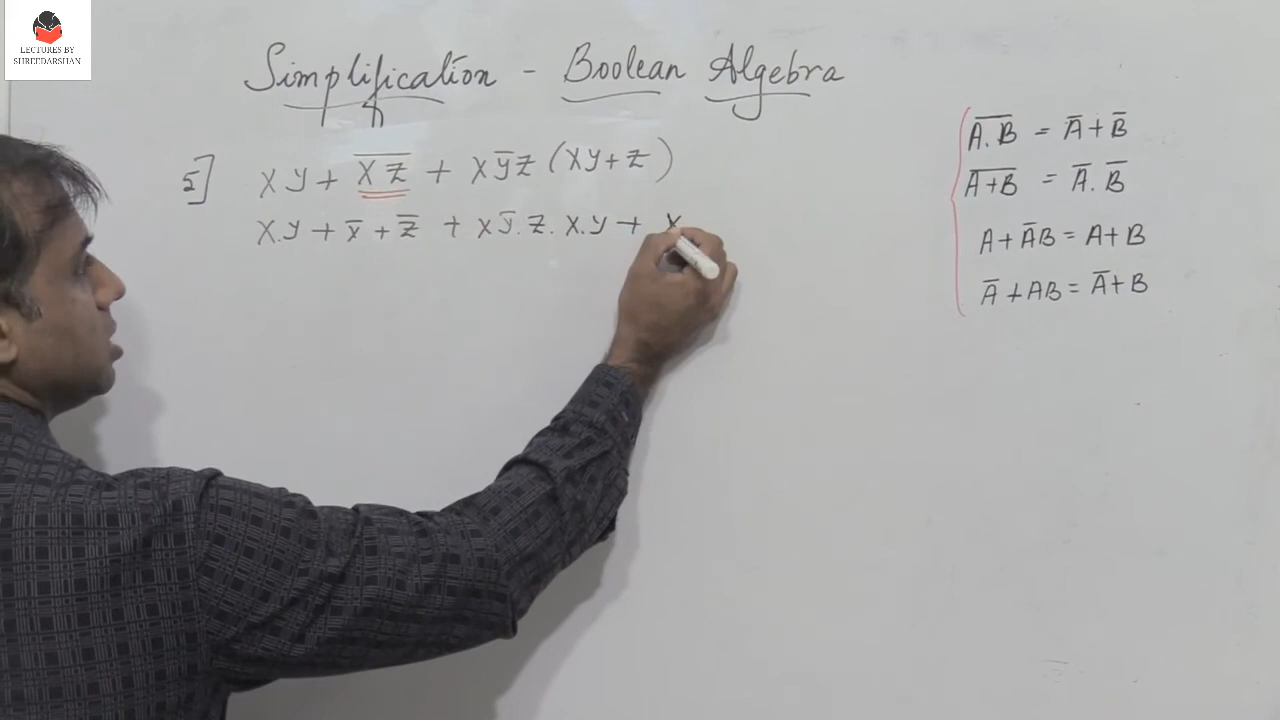 LECTURES BY
SHREEDARSHAN
Simplification - Boolean Algebra
5] XY + X̅Z̅ + XY̅Z (XY+Z)
X.Y + X̅ + Z̅ + XY̅.Z.X.Y + X
A̅.̅B̅ = A̅ + B̅
A̅+̅B̅ = A̅.B̅
A + A̅B = A + B
A̅ + AB = A̅ + B